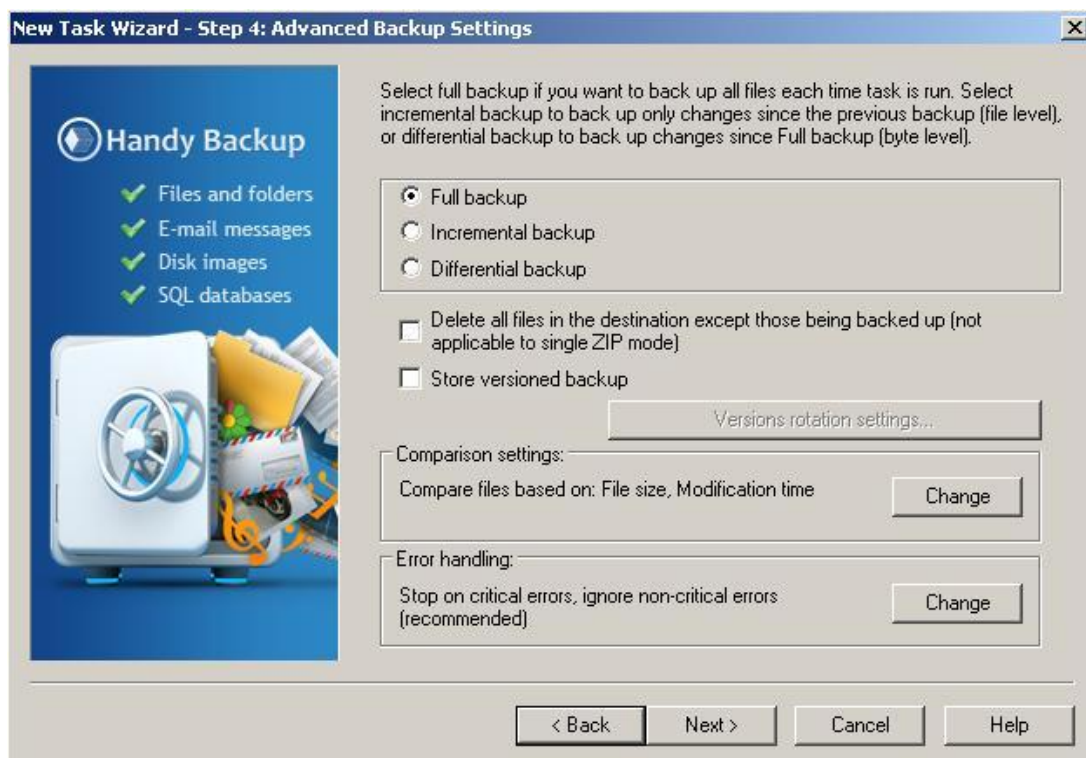 New Task Wizard - Step 4: Advanced Backup Settings
Handy Backup
Files and folders
E-mail messages
Disk images
SQL databases
Select full backup if you want to back up all files each time task is run. Select
incremental backup to back up only changes since the previous backup (file level),
or differential backup to back up changes since Full backup (byte level).
Full backup
Incremental backup
Differential backup
Delete all files in the destination except those being backed up (not
applicable to single ZIP mode)
Store versioned backup
Versions rotation settings...
Comparison settings:
Compare files based on: File size, Modification time
Change
Error handling:
Stop on critical errors, ignore non-critical errors
(recommended)
Change
< Back
Next >
Cancel
Help